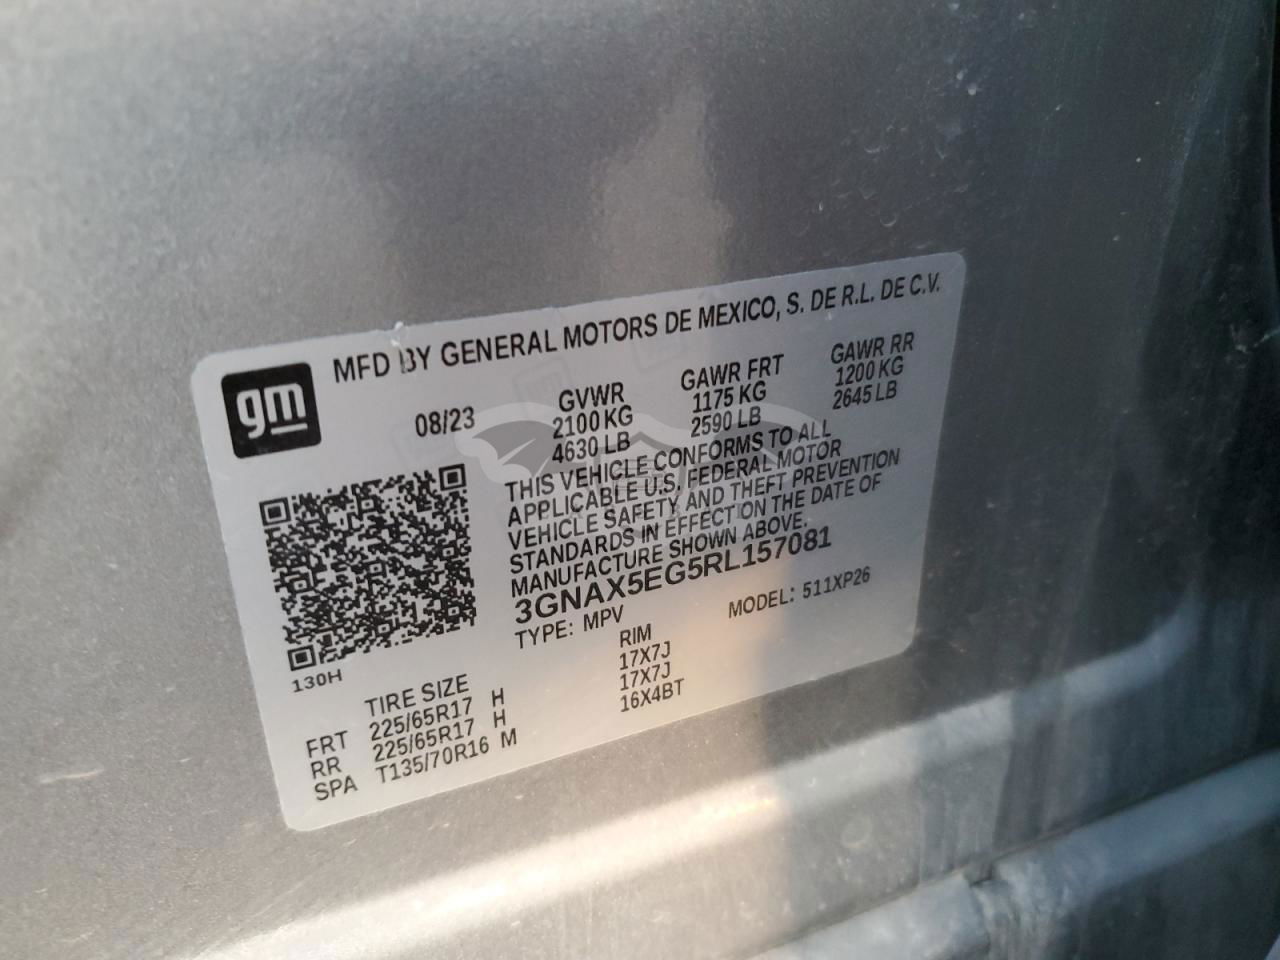 MFD BY GENERAL MOTORS DE MEXICO, S. DE R.L. DE C.V.
gm
08/23
GVWR
2100 KG
4630 LB
GAWR FRT
1175 KG
2590 LB
GAWR RR
1200 KG
2645 LB
THIS VEHICLE CONFORMS TO ALL
APPLICABLE U.S. FEDERAL MOTOR
VEHICLE SAFETY AND THEFT PREVENTION
STANDARDS IN EFFECT ON THE DATE OF
MANUFACTURE SHOWN ABOVE.
3GNAX5EG5RL157081
TYPE: MPV
MODEL: 511XP26
130H
TIRE SIZE RIM
FRT 225/65R17 H 17X7J
RR 225/65R17 H 17X7J
SPA T135/70R16 M 16X4BT